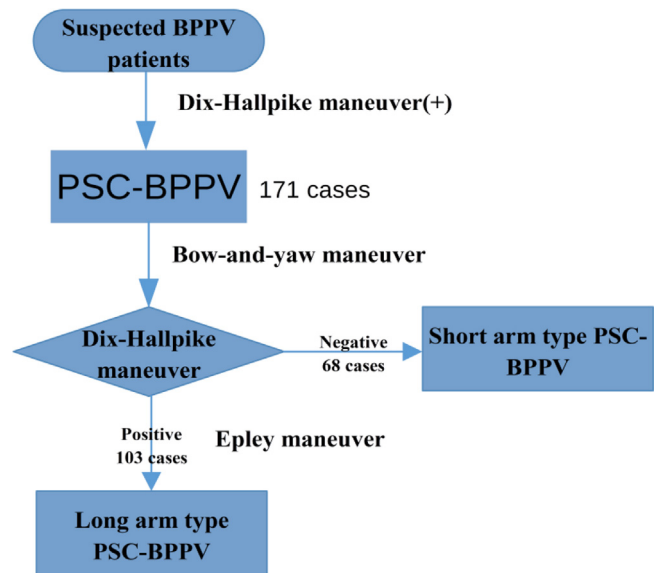 Suspected BPPV
patients
Dix-Hallpike maneuver(+)
PSC-BPPV 171 cases
Bow-and-yaw maneuver
Dix-Hallpike
maneuver
Negative
68 cases
Short arm type PSC-
BPPV
Positive
103 cases
Epley maneuver
Long arm type
PSC-BPPV